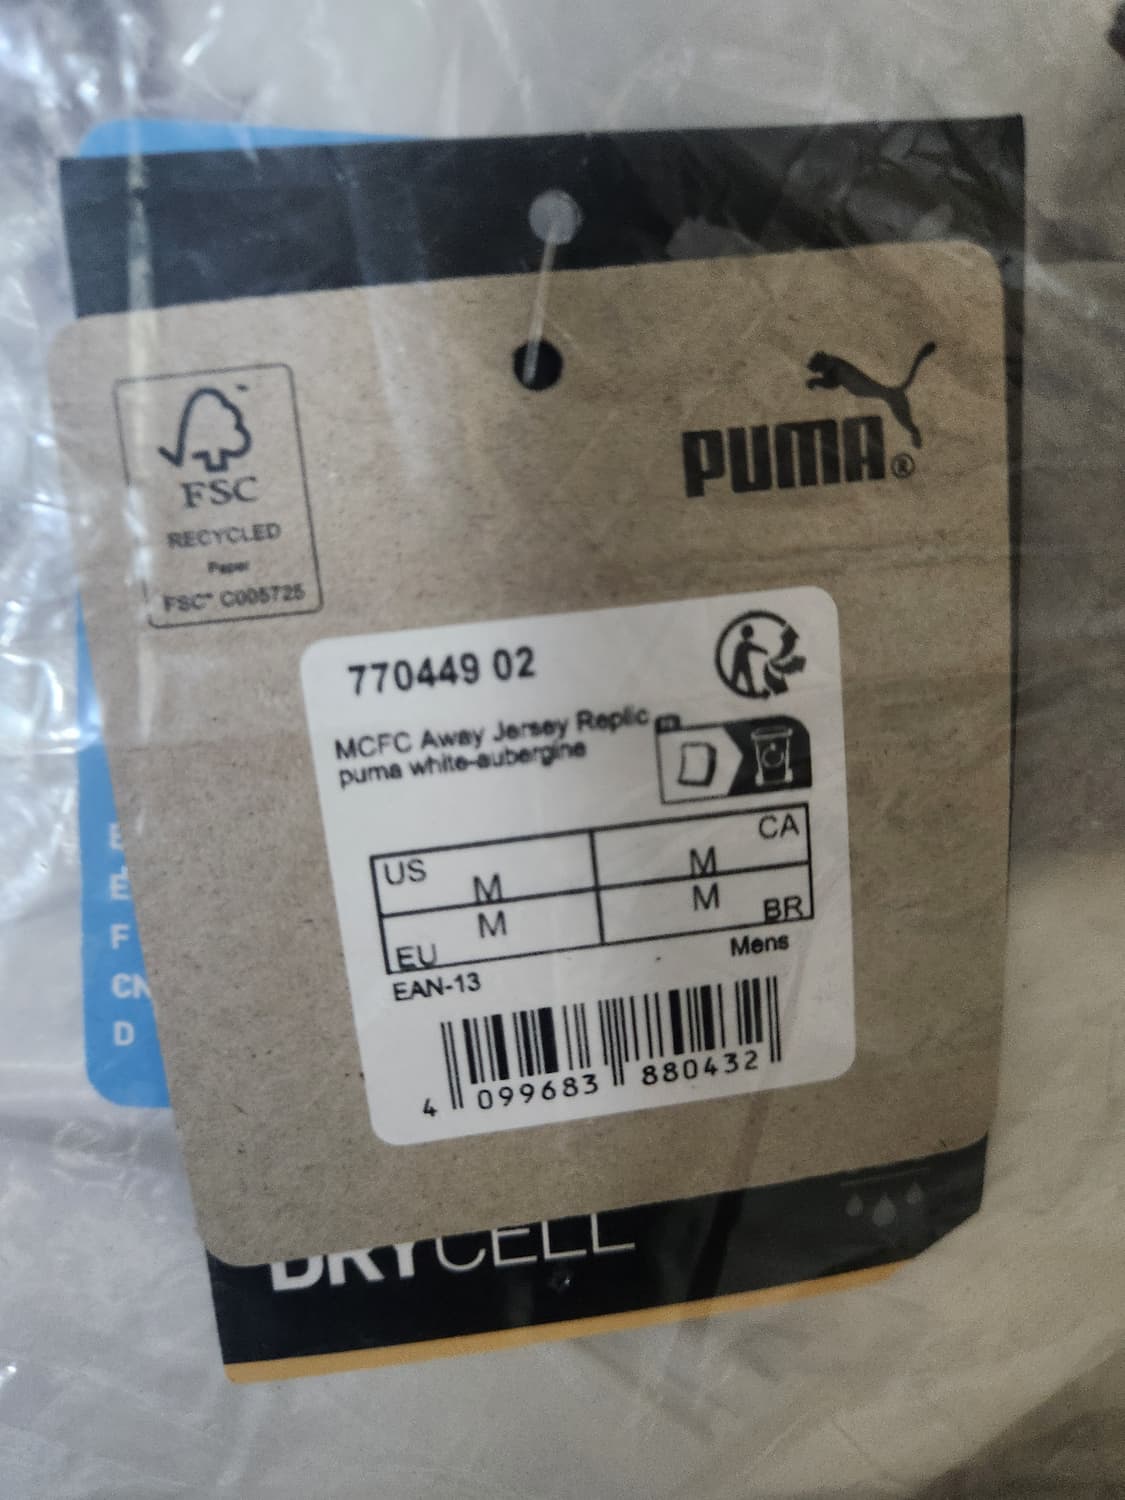 PUMA®
FSC
RECYCLED
Paper
FSC® C005725
770449 02
MCFC Away Jersey Replic
puma white-aubergine
US M
CA M
EU M
BR M
EAN-13
Mens
4 099683 880432
E
E
F
CN
D
DRYCELL